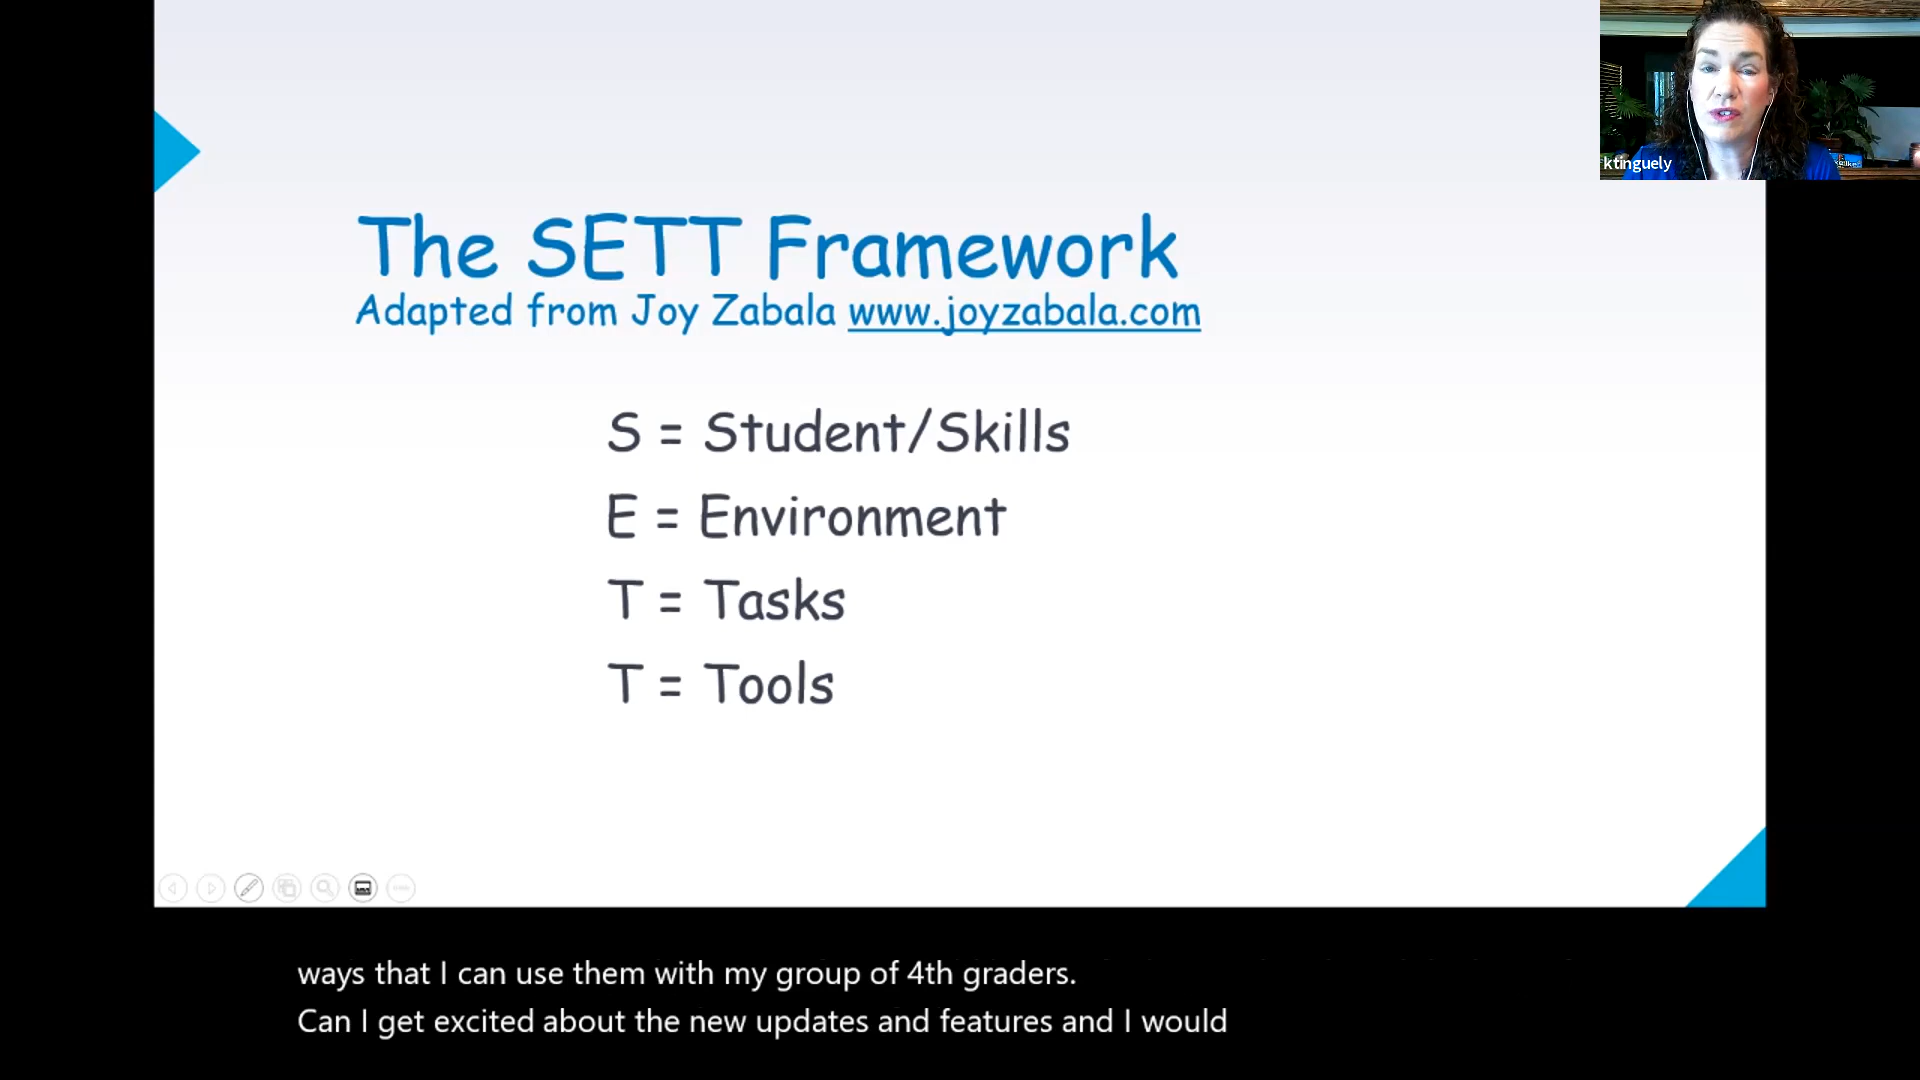 The SETT Framework
Adapted from Joy Zabala www.joyzabala.com
S = Student/Skills
E = Environment
T = Tasks
T = Tools
ktinguely
ways that I can use them with my group of 4th graders.
Can I get excited about the new updates and features and I would